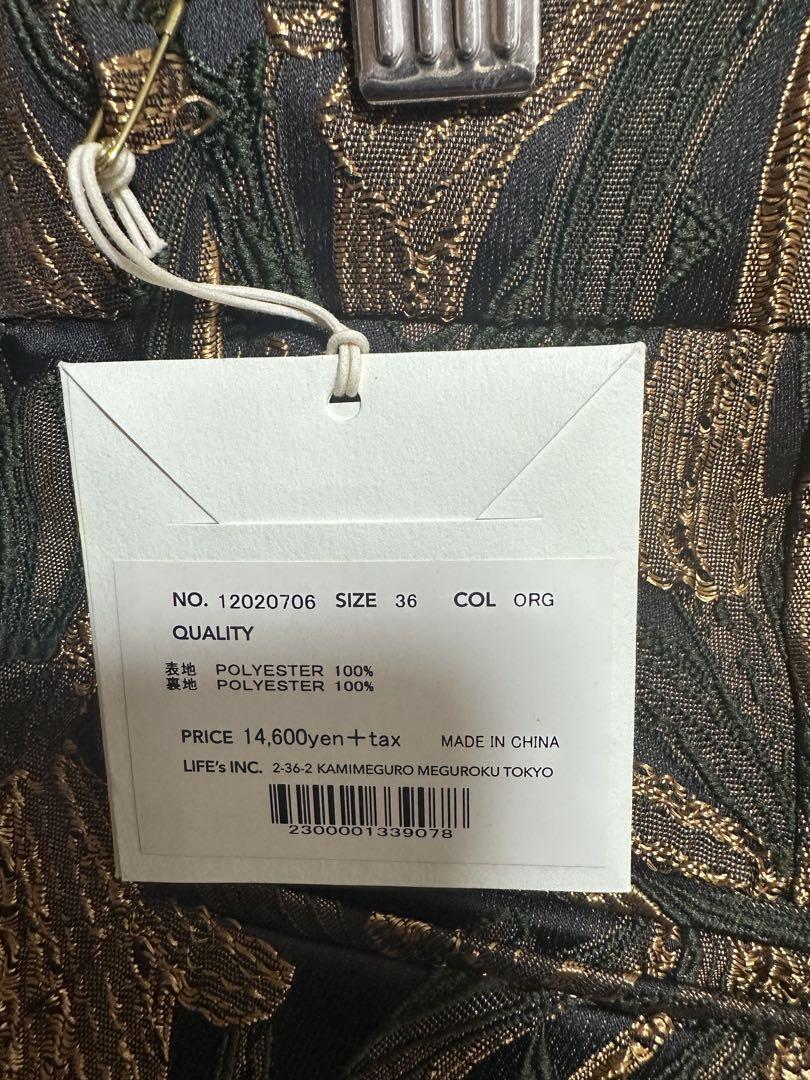 NO. 12020706 SIZE 36 COL ORG
QUALITY
表地 POLYESTER 100%
裏地 POLYESTER 100%
PRICE 14,600yen+tax MADE IN CHINA
LIFE's INC. 2-36-2 KAMIMEGURO MEGUROKU TOKYO
2300001339078